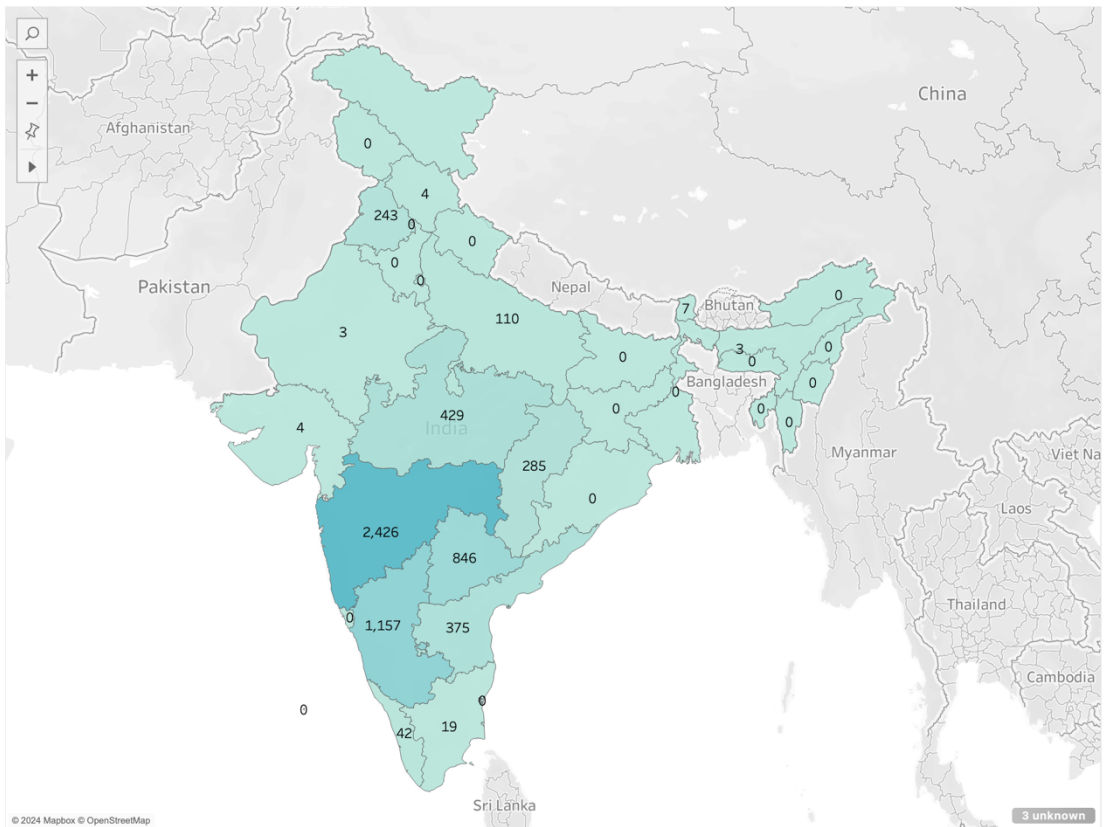 China
Afghanistan
0
4
243
0
0
0
0
Pakistan
Nepal
0
7
Bhutan
110
3
0
3
0
0
Bangladesh
0
0
0
0
0
429
4
India
Myanmar
Viet Na
285
0
Laos
2,426
846
Thailand
0
1,157
375
Cambodia
0
0
19
42
Sri Lanka
© 2024 Mapbox © OpenStreetMap
3 unknown